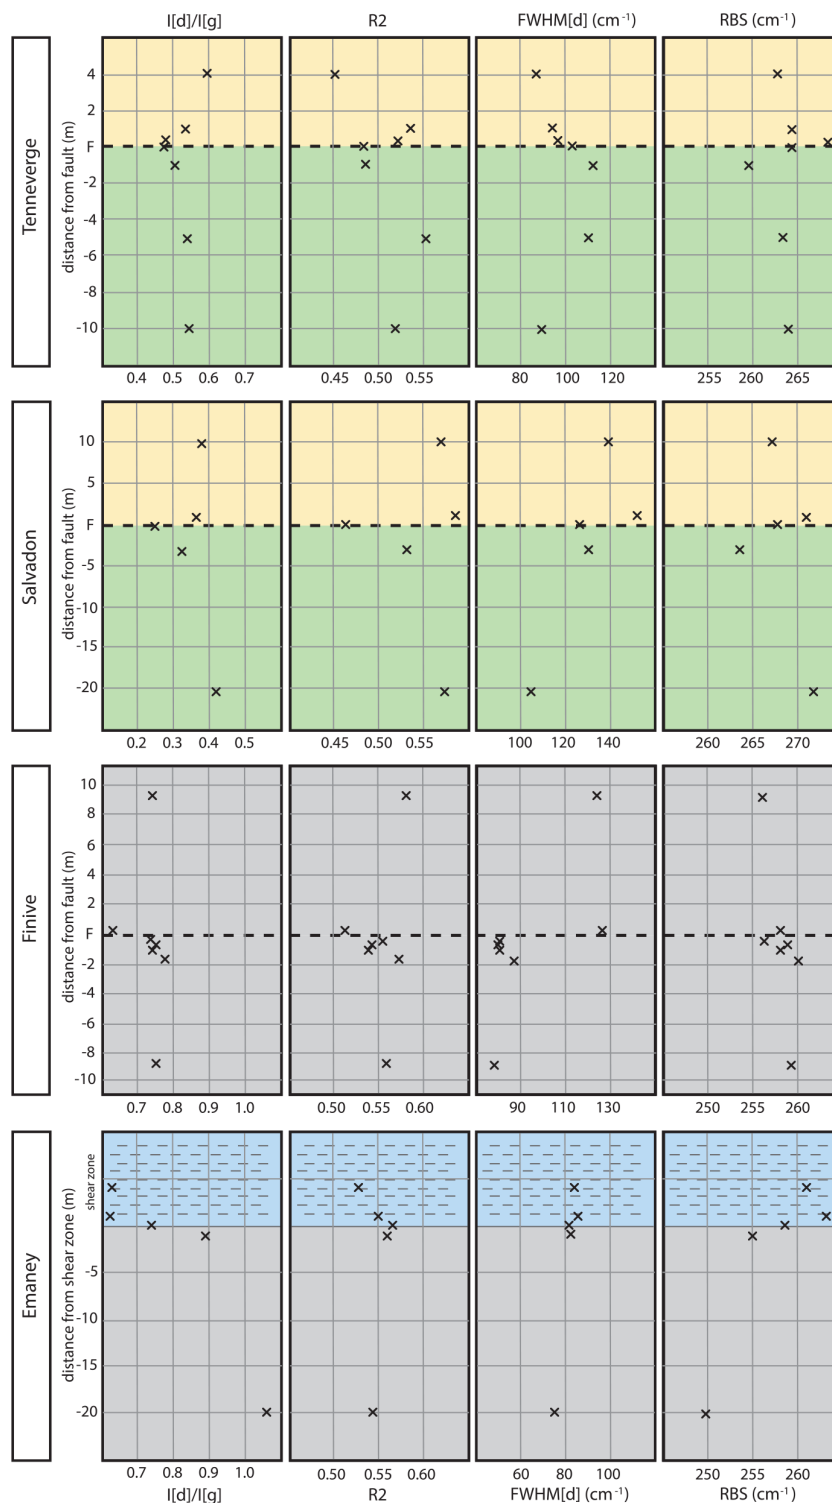 I[d]/I[g] R2 FWHM[d] (cm⁻¹) RBS (cm⁻¹)
Tenneverge
distance from fault (m)
4
2
F
-2
-4
-6
-8
-10
0.4 0.5 0.6 0.7 0.45 0.50 0.55 80 100 120 255 260 265
Salvadon
distance from fault (m)
10
5
F
-5
-10
-15
-20
0.2 0.3 0.4 0.5 0.45 0.50 0.55 100 120 140 260 265 270
Finive
distance from fault (m)
10
8
6
4
2
F
-2
-4
-6
-8
-10
0.7 0.8 0.9 1.0 0.50 0.55 0.60 90 110 130 250 255 260
Emaney
distance from shear zone (m)
shear zone
-5
-10
-15
-20
0.7 0.8 0.9 1.0 0.50 0.55 0.60 60 80 100 250 255 260
I[d]/I[g] R2 FWHM[d] (cm⁻¹) RBS (cm⁻¹)